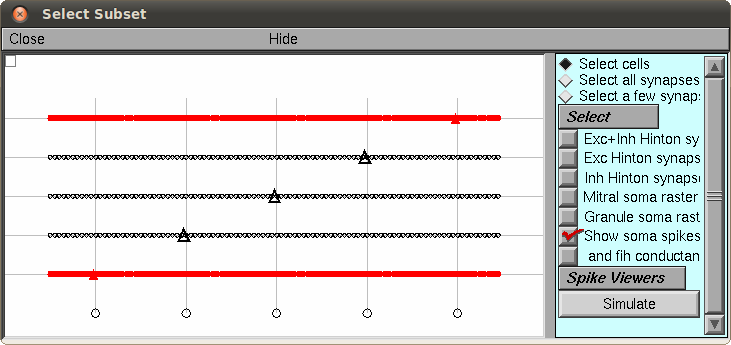 Select Subset
Close Hide
Select cells
Select all synapses
Select a few synaps
Select
Exc+Inh Hinton sy
Exc Hinton synaps
Inh Hinton synaps
Mitral soma raster
Granule soma rast
Show soma spikes
and fih conductan
Spike Viewers
Simulate